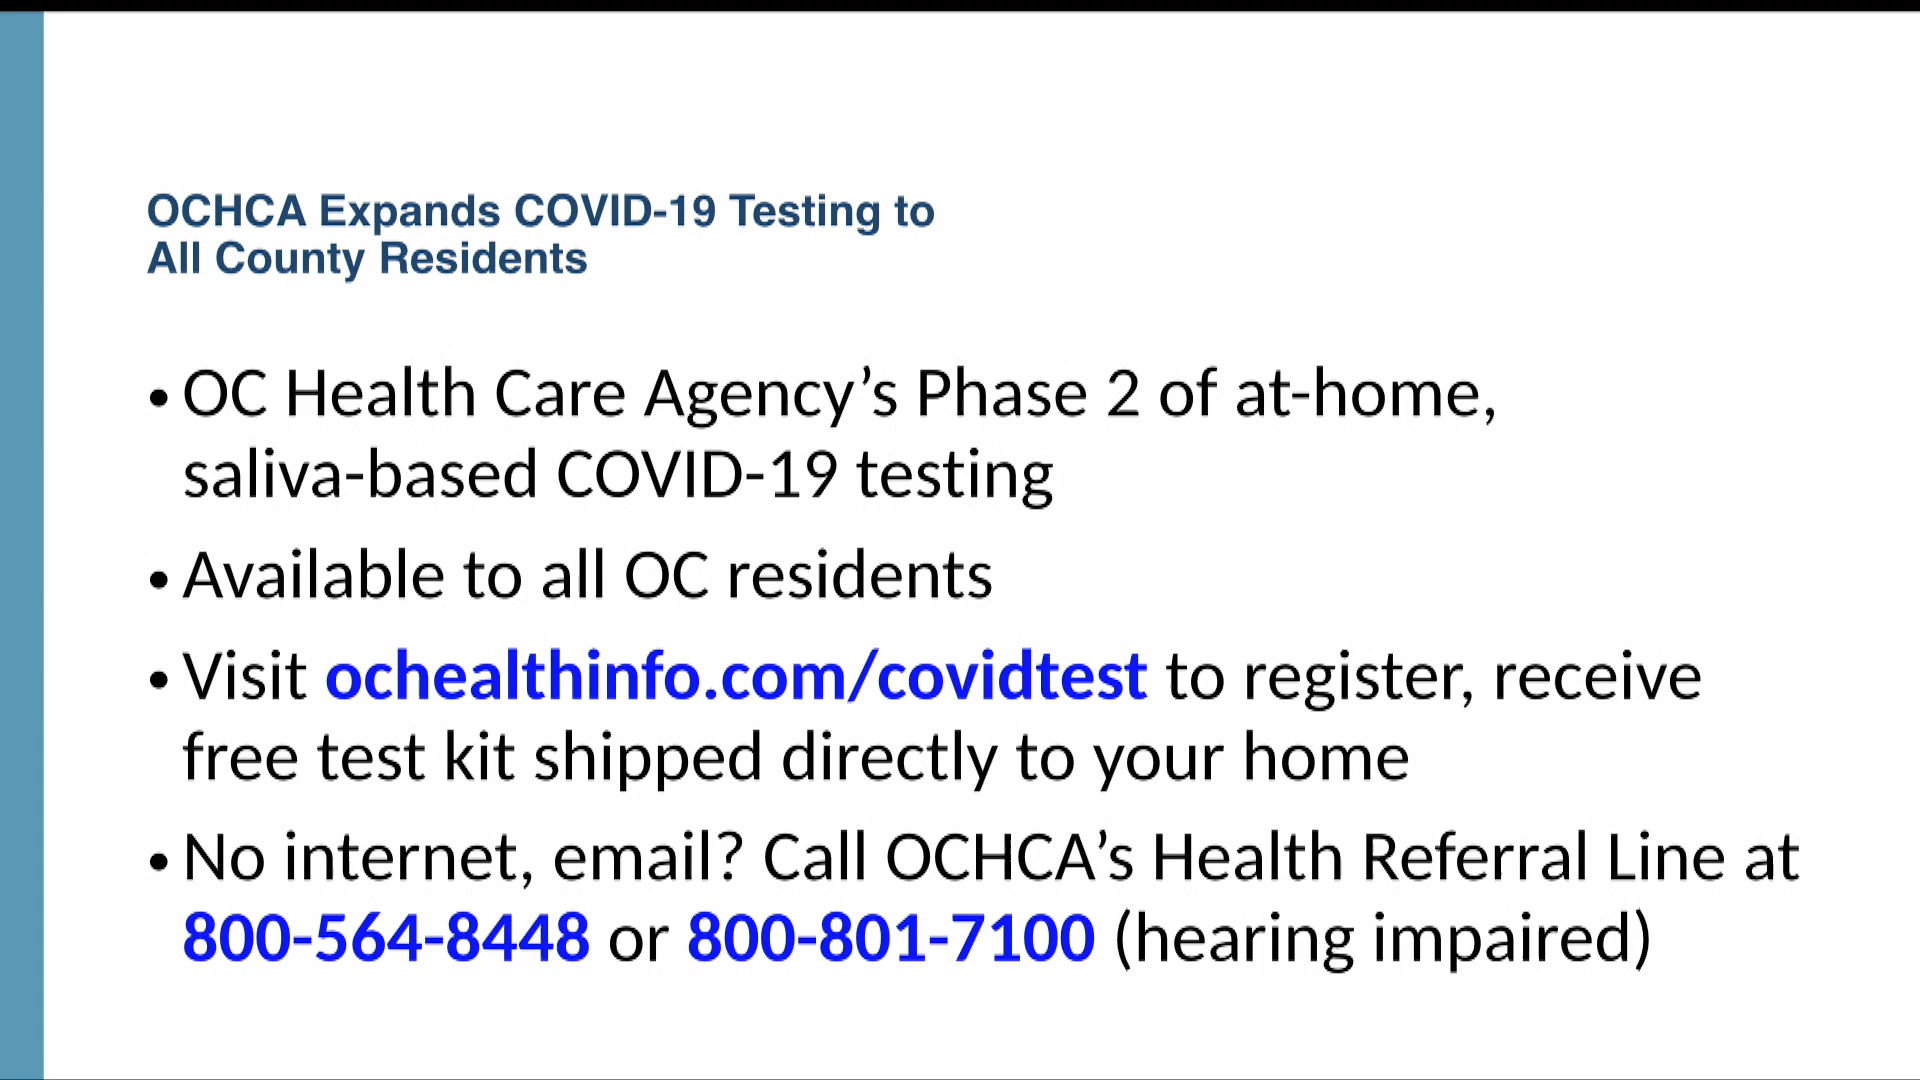 OCHCA Expands COVID-19 Testing to
All County Residents
• OC Health Care Agency’s Phase 2 of at-home,
saliva-based COVID-19 testing
• Available to all OC residents
• Visit ochealthinfo.com/covidtest to register, receive
free test kit shipped directly to your home
• No internet, email? Call OCHCA’s Health Referral Line at
800-564-8448 or 800-801-7100 (hearing impaired)